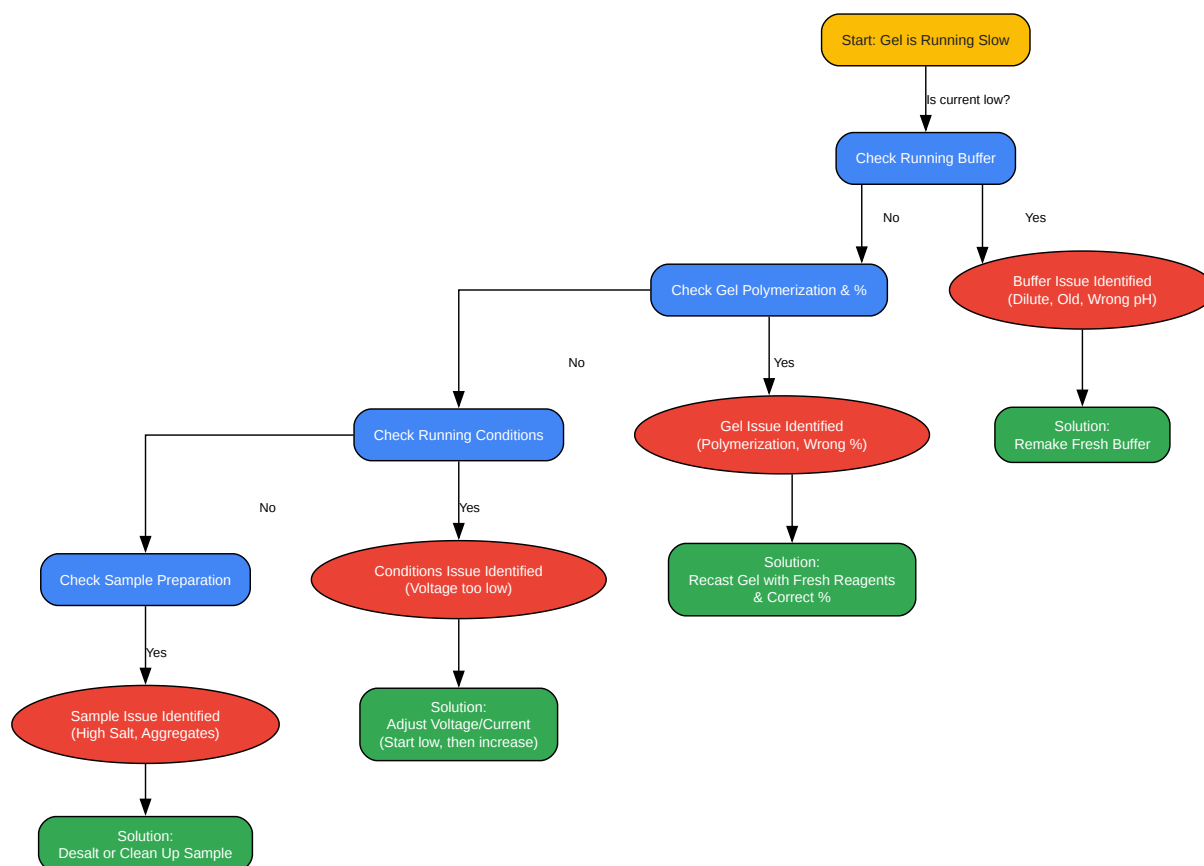 Start: Gel is Running Slow
Is current low?
Check Running Buffer
No
Yes
Check Gel Polymerization & %
Buffer Issue Identified
(Dilute, Old, Wrong pH)
No
Yes
Check Running Conditions
Gel Issue Identified
(Polymerization, Wrong %)
Solution:
Remake Fresh Buffer
No
Yes
Check Sample Preparation
Conditions Issue Identified
(Voltage too low)
Solution:
Recast Gel with Fresh Reagents
& Correct %
Yes
Sample Issue Identified
(High Salt, Aggregates)
Solution:
Adjust Voltage/Current
(Start low, then increase)
Solution:
Desalt or Clean Up Sample